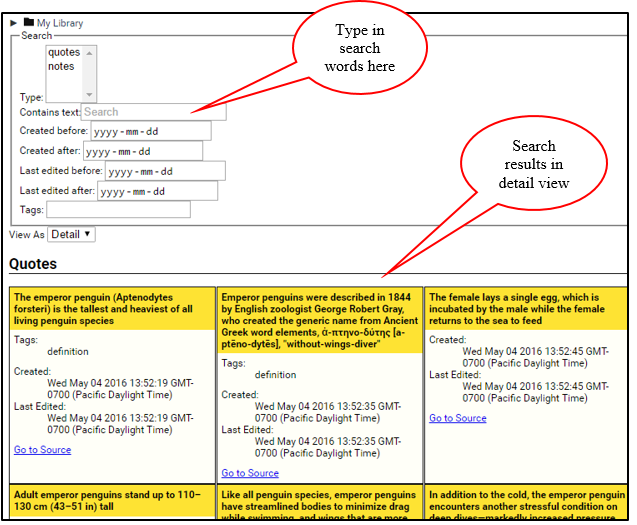 ▶ My Library
Search
quotes
notes
Type:
Contains text: Search
Created before: yyyy-mm-dd
Created after: yyyy-mm-dd
Last edited before: yyyy-mm-dd
Last edited after: yyyy-mm-dd
Tags:
View As Detail ▼
Type in
search
words here
Search
results in
detail view
Quotes
The emperor penguin (Aptenodytes
forsteri) is the tallest and heaviest of all
living penguin species
Tags:
definition
Created:
Wed May 04 2016 13:52:19 GMT-
0700 (Pacific Daylight Time)
Last Edited:
Wed May 04 2016 13:52:19 GMT-
0700 (Pacific Daylight Time)
Go to Source
Emperor penguins were described in 1844
by English zoologist George Robert Gray,
who created the generic name from Ancient
Greek word elements, ἀ-πτηνο-δύτης [a-
ptēno-dytēs], "without-wings-diver"
Tags:
definition
Created:
Wed May 04 2016 13:52:35 GMT-
0700 (Pacific Daylight Time)
Last Edited:
Wed May 04 2016 13:52:35 GMT-
0700 (Pacific Daylight Time)
Go to Source
The female lays a single egg, which is
incubated by the male while the female
returns to the sea to feed
Created:
Wed May 04 2016 13:52:45 GMT-
0700 (Pacific Daylight Time)
Last Edited:
Wed May 04 2016 13:52:45 GMT-
0700 (Pacific Daylight Time)
Go to Source
Adult emperor penguins stand up to 110–
130 cm (43–51 in) tall
Like all penguin species, emperor penguins
have streamlined bodies to minimize drag
while swimming, and wings that are more
In addition to the cold, the emperor penguin
encounters another stressful condition on
deep dives—markedly increased pressure